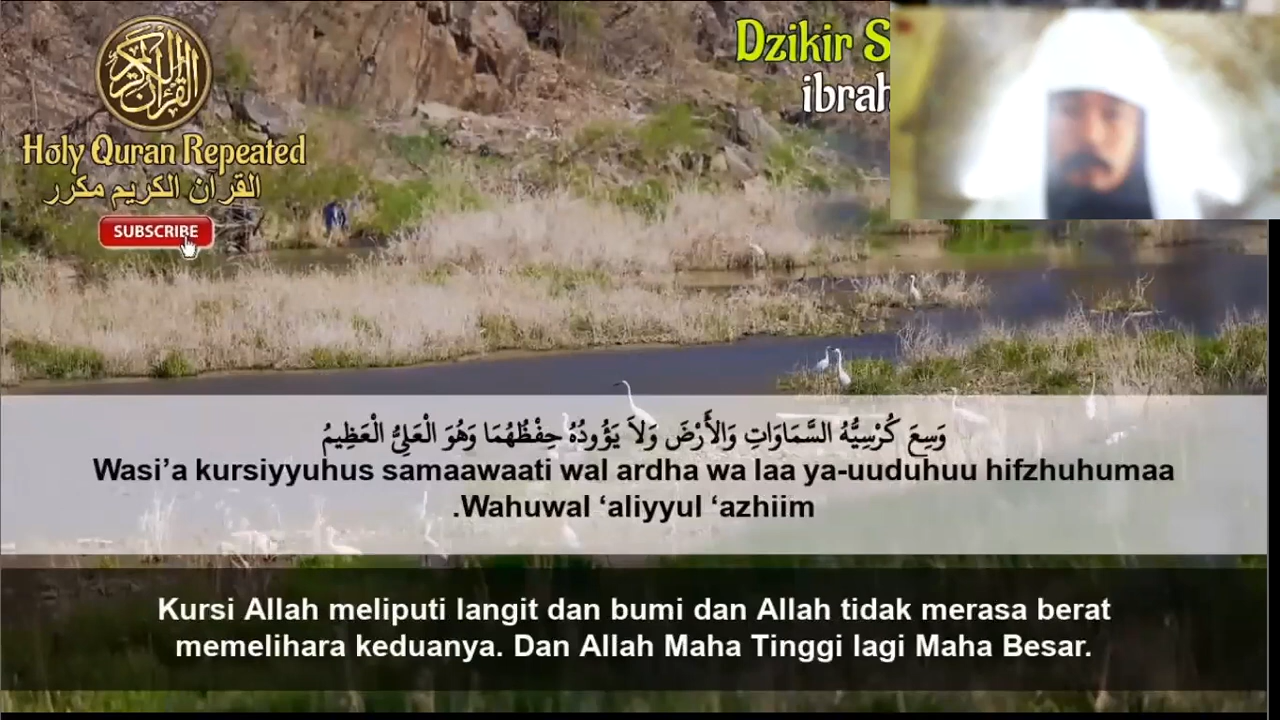 Dzikir S
ibrah
Holy Quran Repeated
القرآن الكريم مكرر
SUBSCRIBE
وَسِعَ كُرْسِيُّهُ السَّمَاوَاتِ وَالأَرْضَ وَلاَ يَؤُودُهُ حِفْظُهُمَا وَهُوَ الْعَلِيُّ الْعَظِيمُ
Wasi’a kursiyyuhus samaawaati wal ardha wa laa ya-uuduhuu hifzhuhumaa
.Wahuwal ‘aliyyul ‘azhiim
Kursi Allah meliputi langit dan bumi dan Allah tidak merasa berat
memelihara keduanya. Dan Allah Maha Tinggi lagi Maha Besar.